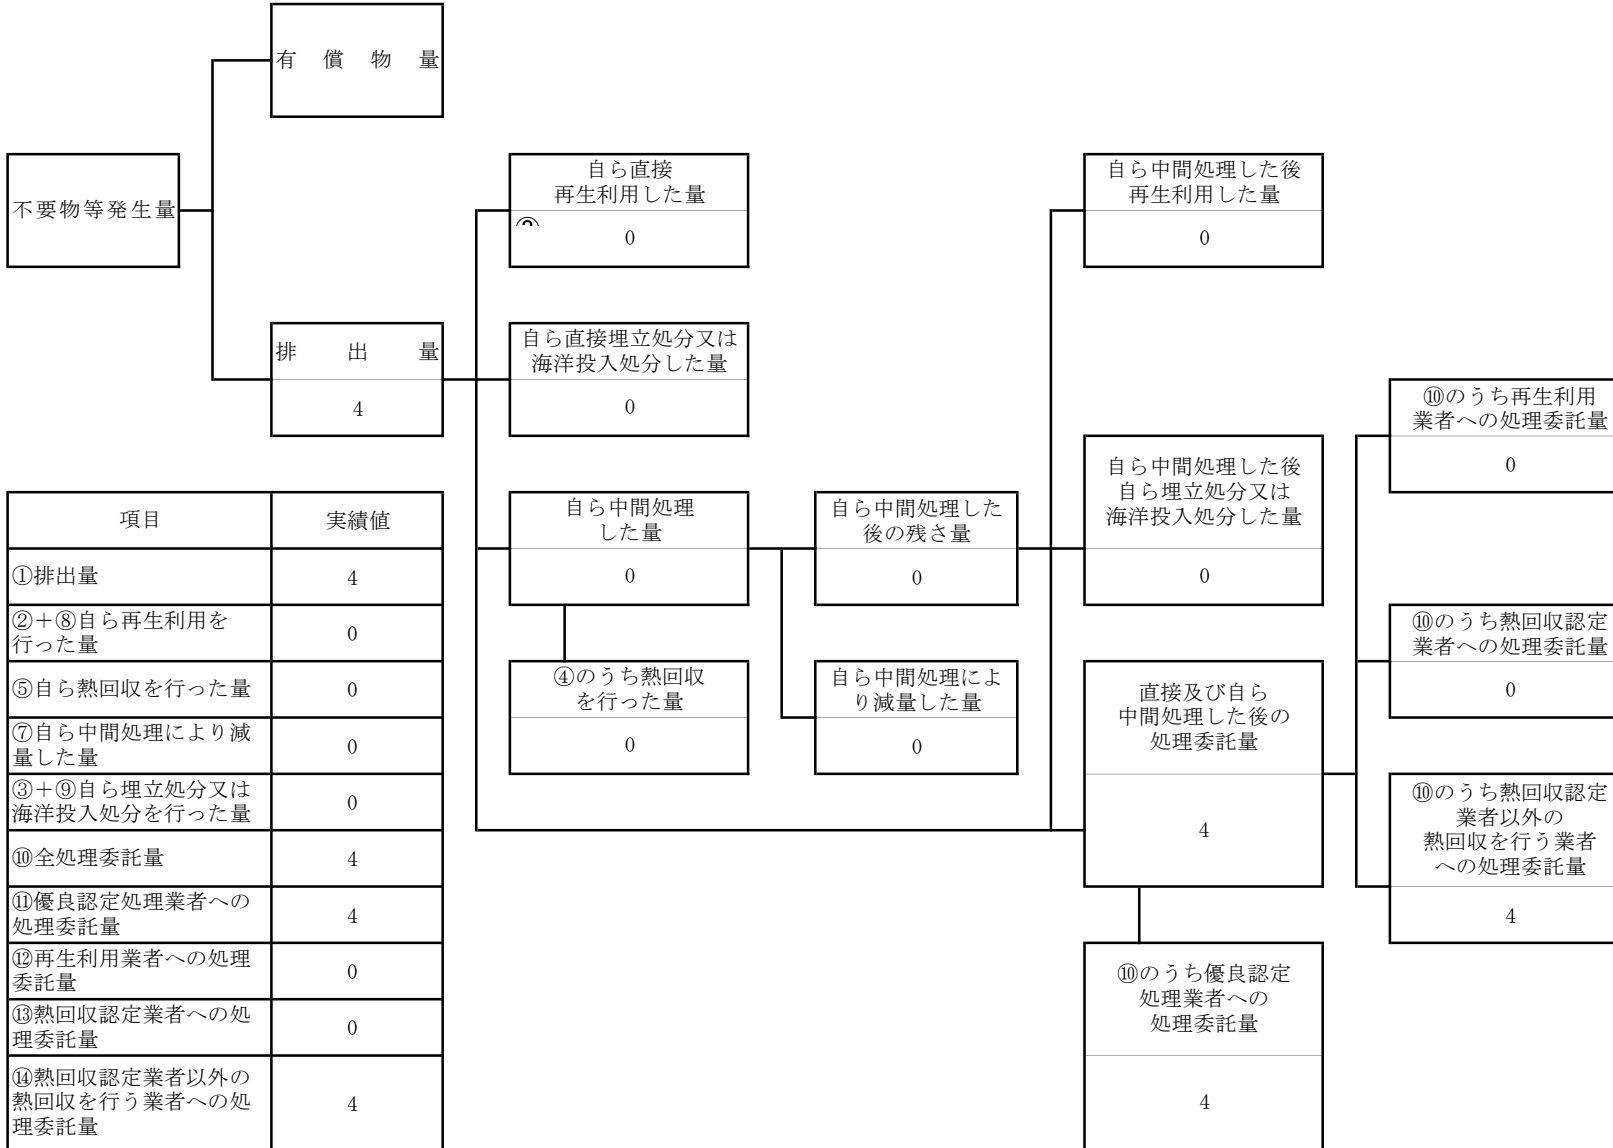 有償物量
不要物等発生量
自ら直接
再生利用した量
0
自ら中間処理した後
再生利用した量
0
排出量
4
自ら直接埋立処分又は
海洋投入処分した量
0
⑩のうち再生利用
業者への処理委託量
0
自ら中間処理
した量
0
自ら中間処理した
後の残さ量
0
自ら中間処理した後
自ら埋立処分又は
海洋投入処分した量
0
④のうち熱回収
を行った量
0
自ら中間処理によ
り減量した量
0
直接及び自ら
中間処理した後の
処理委託量
4
⑩のうち熱回収認定
業者への処理委託量
0
⑩のうち熱回収認定
業者以外の
熱回収を行う業者
への処理委託量
4
⑩のうち優良認定
処理業者への
処理委託量
4
項目 実績値
①排出量 4
②+⑧自ら再生利用を
行った量 0
⑤自ら熱回収を行った量 0
⑦自ら中間処理により減
量した量 0
③+⑨自ら埋立処分又は
海洋投入処分を行った量 0
⑩全処理委託量 4
⑪優良認定処理業者への
処理委託量 4
⑫再生利用業者への処理
委託量 0
⑬熱回収認定業者への処
理委託量 0
⑭熱回収認定業者以外の
熱回収を行う業者への処
理委託量 4